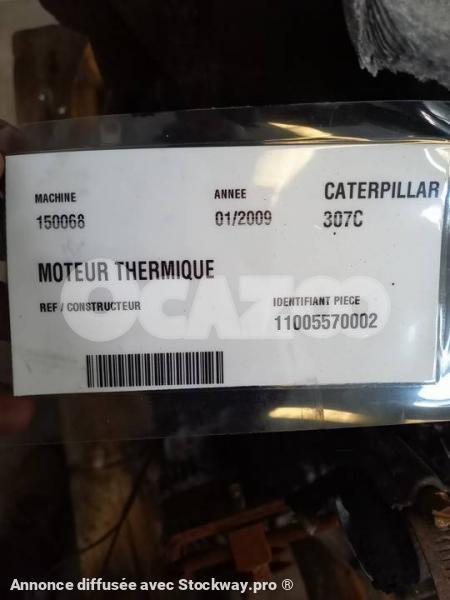 MACHINE ANNEE CATERPILLAR
150068 01/2009 307C
MOTEUR THERMIQUE
REF / CONSTRUCTEUR IDENTIFIANT PIECE
11005570002
OCAZOO
Annonce diffusée avec Stockway.pro ®